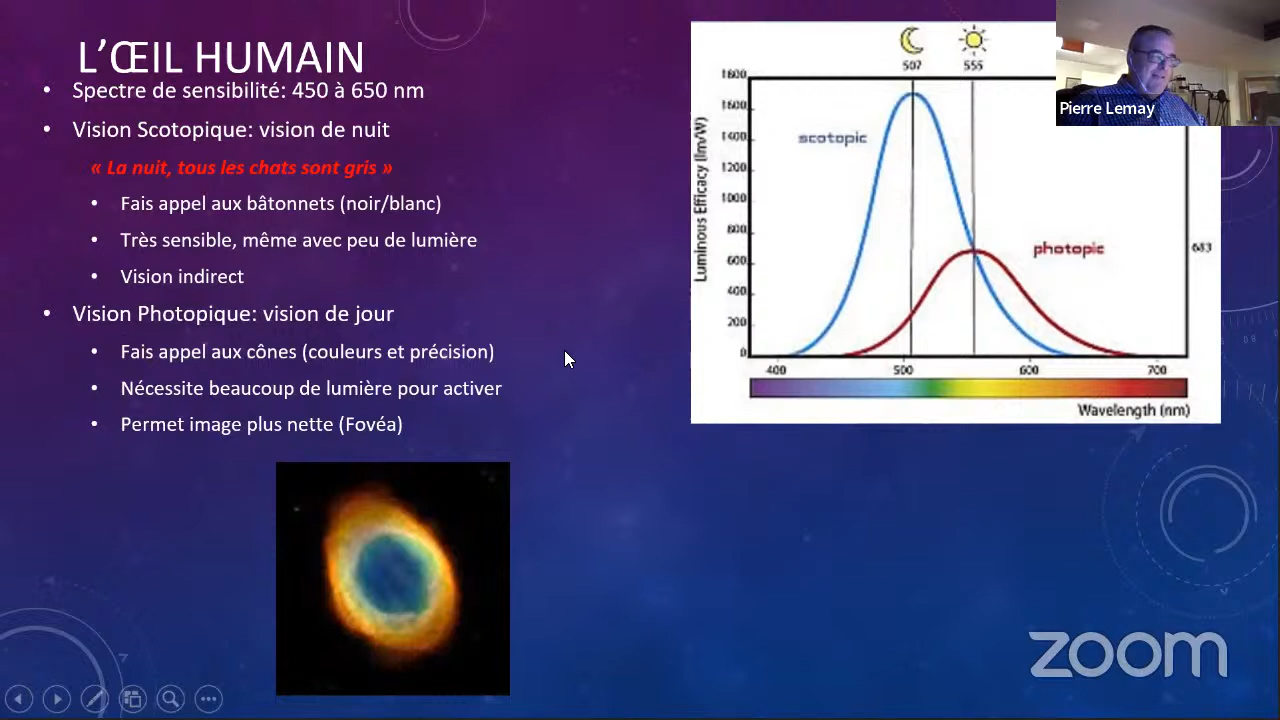 L'ŒIL HUMAIN
• Spectre de sensibilité: 450 à 650 nm
• Vision Scotopique: vision de nuit
« La nuit, tous les chats sont gris »
• Fais appel aux bâtonnets (noir/blanc)
• Très sensible, même avec peu de lumière
• Vision indirect
• Vision Photopique: vision de jour
• Fais appel aux cônes (couleurs et précision)
• Nécessite beaucoup de lumière pour activer
• Permet image plus nette (Fovéa)
507 555
1800
1600
1400
1200
1000
800
600
400
200
0
Luminous Efficacy (lm/W)
scotopic
photopic
683
400 500 600 700
Wavelength (nm)
Pierre Lemay
zoom